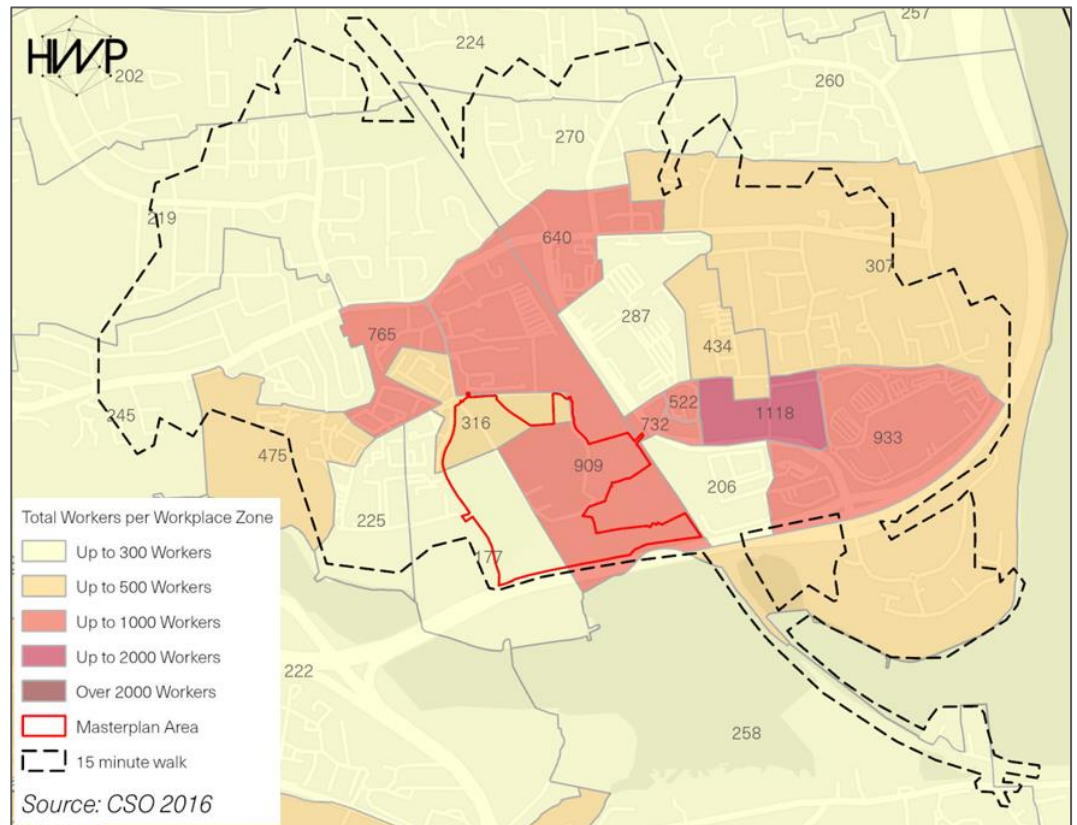 HWP
257
224
202
260
270
219
640
307
287
765
434
522
1118
245
316
732
933
475
909
206
225
177
222
258
Total Workers per Workplace Zone
Up to 300 Workers
Up to 500 Workers
Up to 1000 Workers
Up to 2000 Workers
Over 2000 Workers
Masterplan Area
15 minute walk
Source: CSO 2016